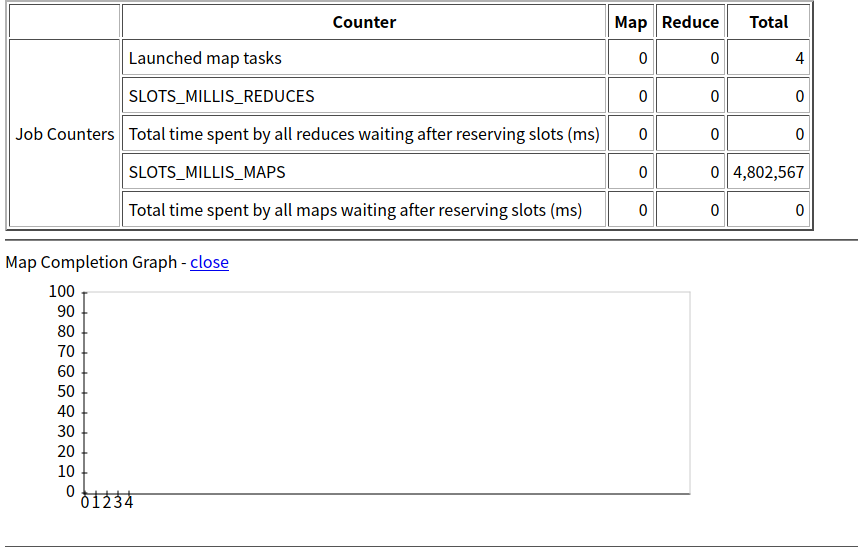 Counter Map Reduce Total
Job Counters
Launched map tasks 0 0 4
SLOTS_MILLIS_REDUCES 0 0 0
Total time spent by all reduces waiting after reserving slots (ms) 0 0 0
SLOTS_MILLIS_MAPS 0 0 4,802,567
Total time spent by all maps waiting after reserving slots (ms) 0 0 0
Map Completion Graph - close
100
90
80
70
60
50
40
30
20
10
0
0 1 2 3 4